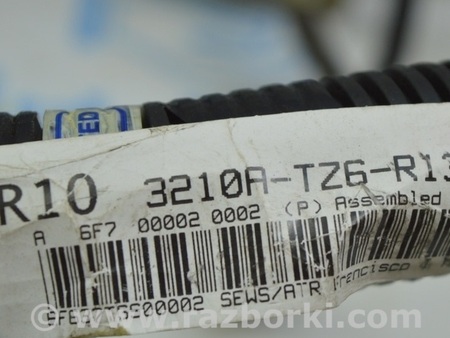 R10 3210A-TZ6-R13
A 6F7 00002 0002 (P) Assembled
SEWS/ATR
www.razborki.com